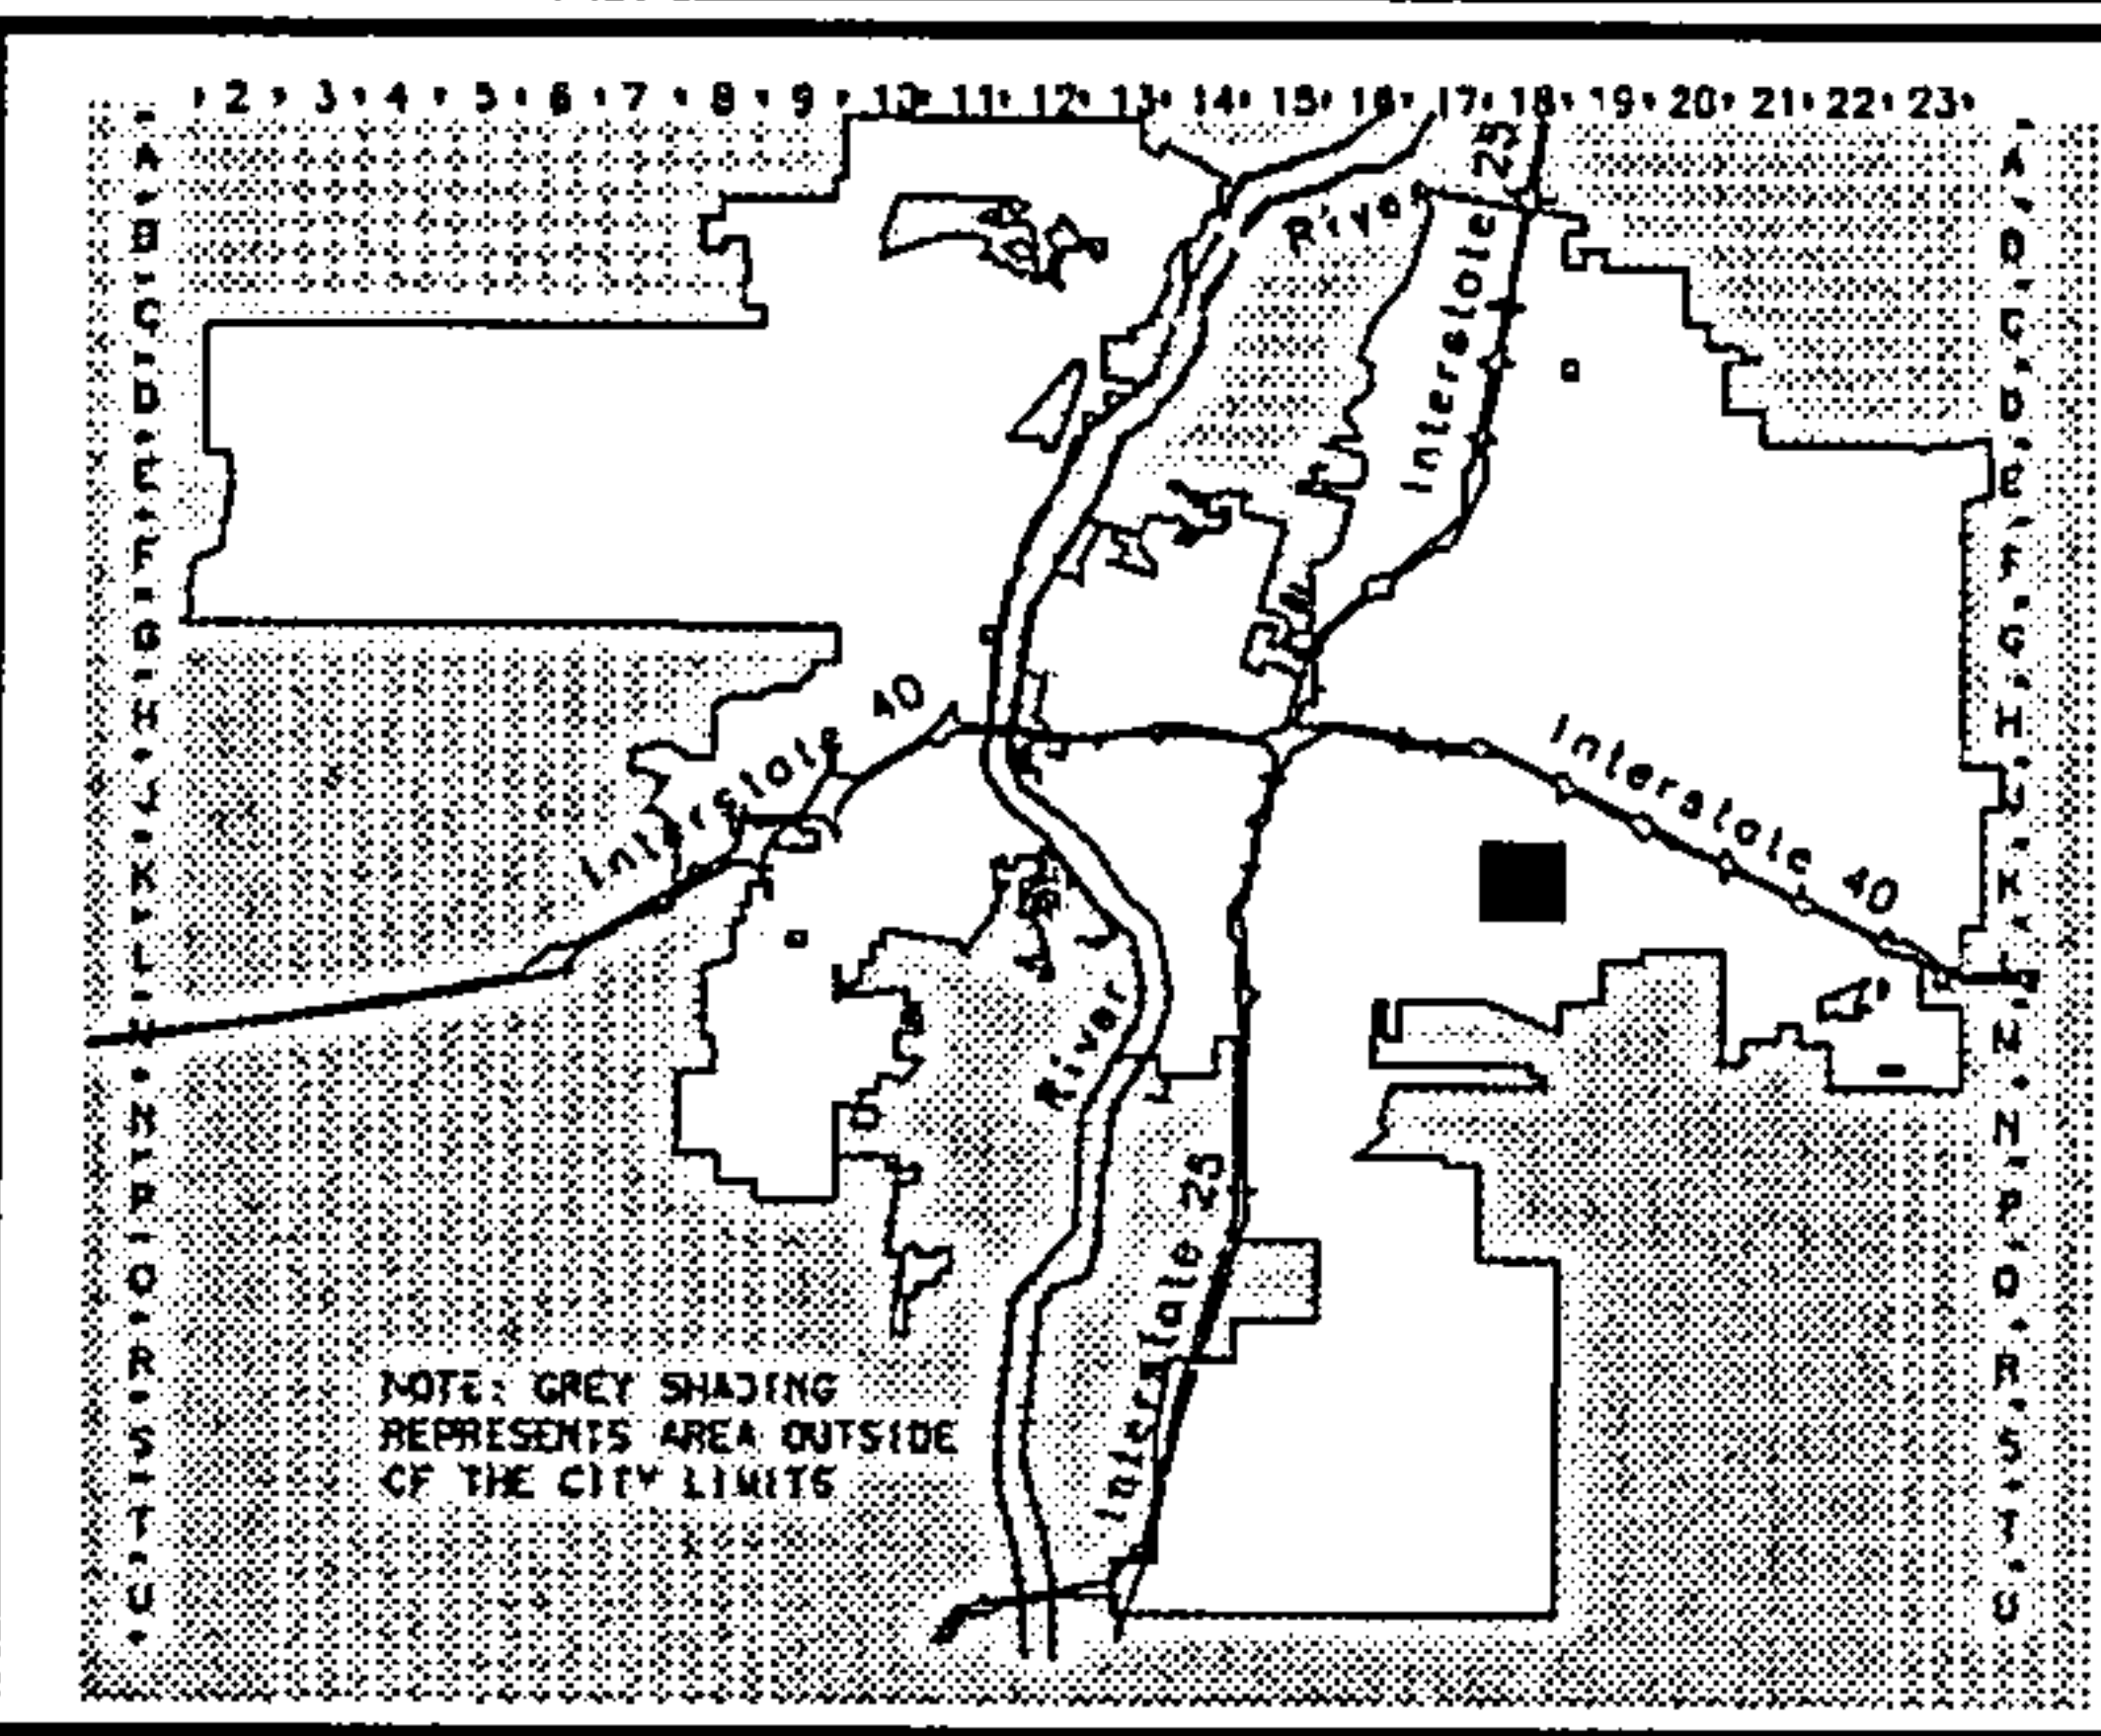 2 3 4 5 6 7 8 9 10 11 12 13 14 15 16 17 18 19 20 21 22 23
A
B
C
D
E
F
G
H
J
K
L
M
N
P
Q
R
S
T
U
River
Interstate 25
Interstate 40
Interstate 40
River
Interstate 25
NOTE: GREY SHADING
REPRESENTS AREA OUTSIDE
OF THE CITY LIMITS
A
B
C
D
E
F
G
H
J
K
L
M
N
P
Q
R
S
T
U